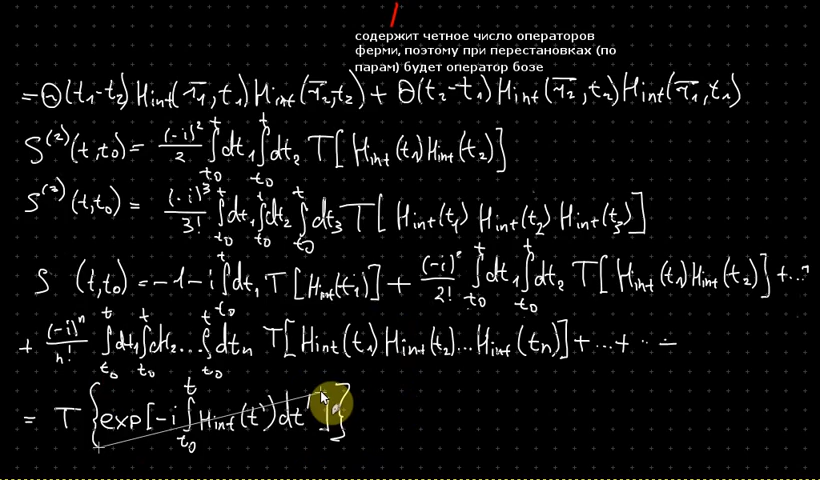 содержит четное число операторов
ферми, поэтому при перестановках (по
парам) будет оператор бозе
= Θ(t₁-t₂) H_int(r̄₁,t₁) H_int(r̄₂,t₂) + Θ(t₂-t₁) H_int(r̄₂,t₂) H_int(r̄₁,t₁)
S⁽²⁾(t,t₀) = (-i)²/2 ∫_{t₀}^{t} dt₁ ∫_{t₀}^{t} dt₂ T[H_int(t₁) H_int(t₂)]
S⁽³⁾(t,t₀) = (-i)³/3! ∫_{t₀}^{t} dt₁ ∫_{t₀}^{t} dt₂ ∫_{t₀}^{t} dt₃ T[H_int(t₁) H_int(t₂) H_int(t₃)]
S (t,t₀) = -1-i ∫_{t₀}^{t} dt₁ T[H_int(t₁)] + (-i)²/2! ∫_{t₀}^{t} dt₁ ∫_{t₀}^{t} dt₂ T[H_int(t₁) H_int(t₂)] + ...
+ (-i)ⁿ/n! ∫_{t₀}^{t} dt₁ ∫_{t₀}^{t} dt₂ ... ∫_{t₀}^{t} dtₙ T[H_int(t₁) H_int(t₂) ... H_int(tₙ)] + ... + ... =
= T {exp[-i ∫_{t₀}^{t} H_int(t')dt']}